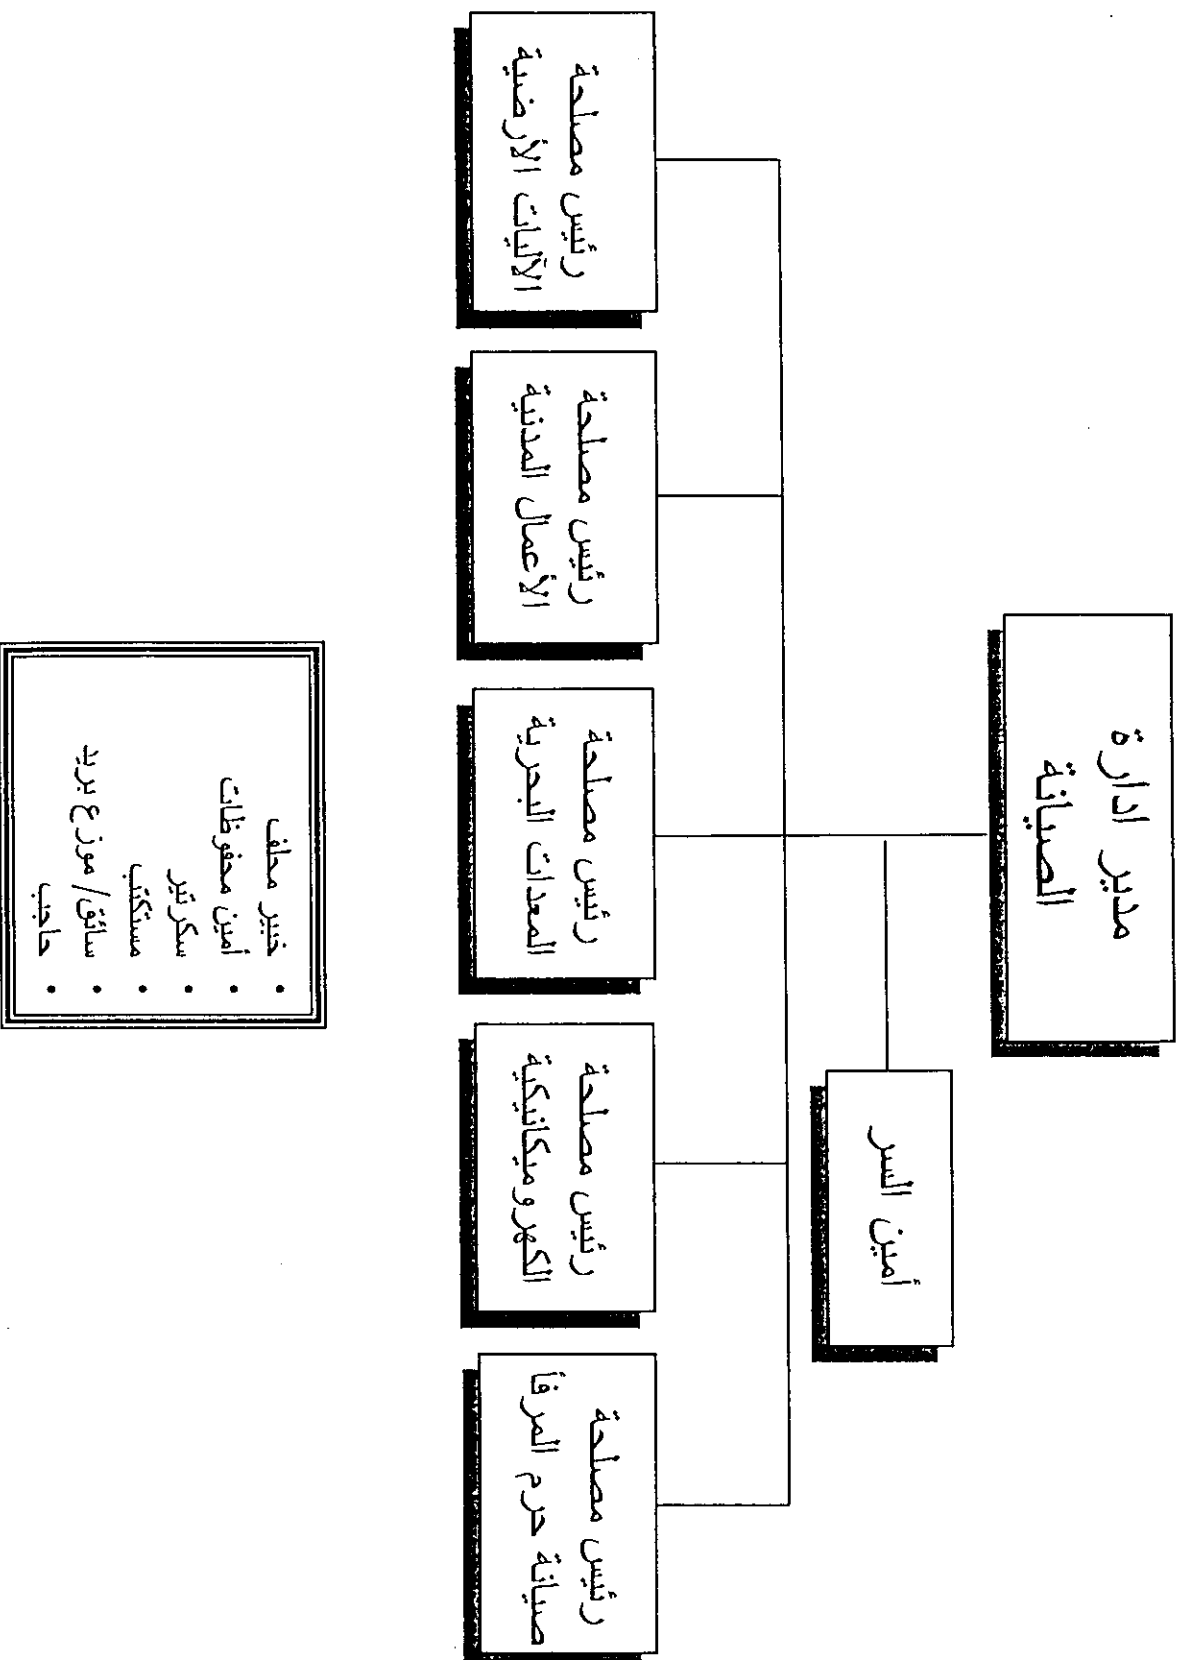 مدير ادارة
الصيانة
أمين السر
رئيس مصلحة
صيانة حرم المرفأ
رئيس مصلحة
الكهروميكانيكية
رئيس مصلحة
المعدات البحرية
رئيس مصلحة
الأعمال المدنية
رئيس مصلحة
الآليات الأرضية
• خبير محلف
• أمين محفوظات
• سكرتير
• مستكتب
• سائق/ موزع بريد
• حاجب